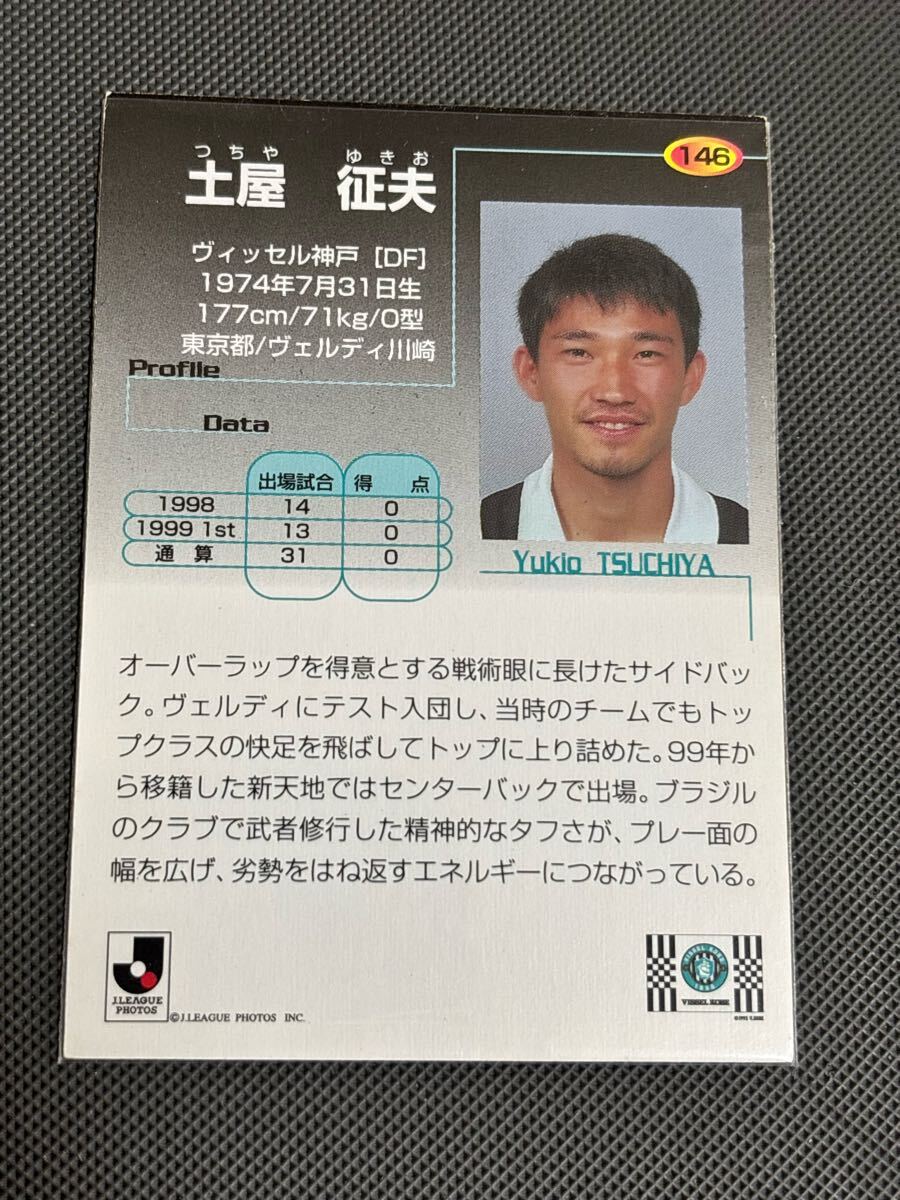 146
つちや ゆきお
土屋 征夫
ヴィッセル神戸 [DF]
1974年7月31日生
177cm/71kg/O型
東京都/ヴェルディ川崎
Profile
Data
出場試合 得 点
1998 14 0
1999 1st 13 0
通 算 31 0
Yukio TSUCHIYA
オーバーラップを得意とする戦術眼に長けたサイドバッ
ク。ヴェルディにテスト入団し、当時のチームでもトッ
プクラスの快足を飛ばしてトップに上り詰めた。99年か
ら移籍した新天地ではセンターバックで出場。ブラジル
のクラブで武者修行した精神的なタフさが、プレー面の
幅を広げ、劣勢をはね返すエネルギーにつながっている。
J.LEAGUE
PHOTOS
©J.LEAGUE PHOTOS INC.
VISSEL KOBE
VISSEL KOBE